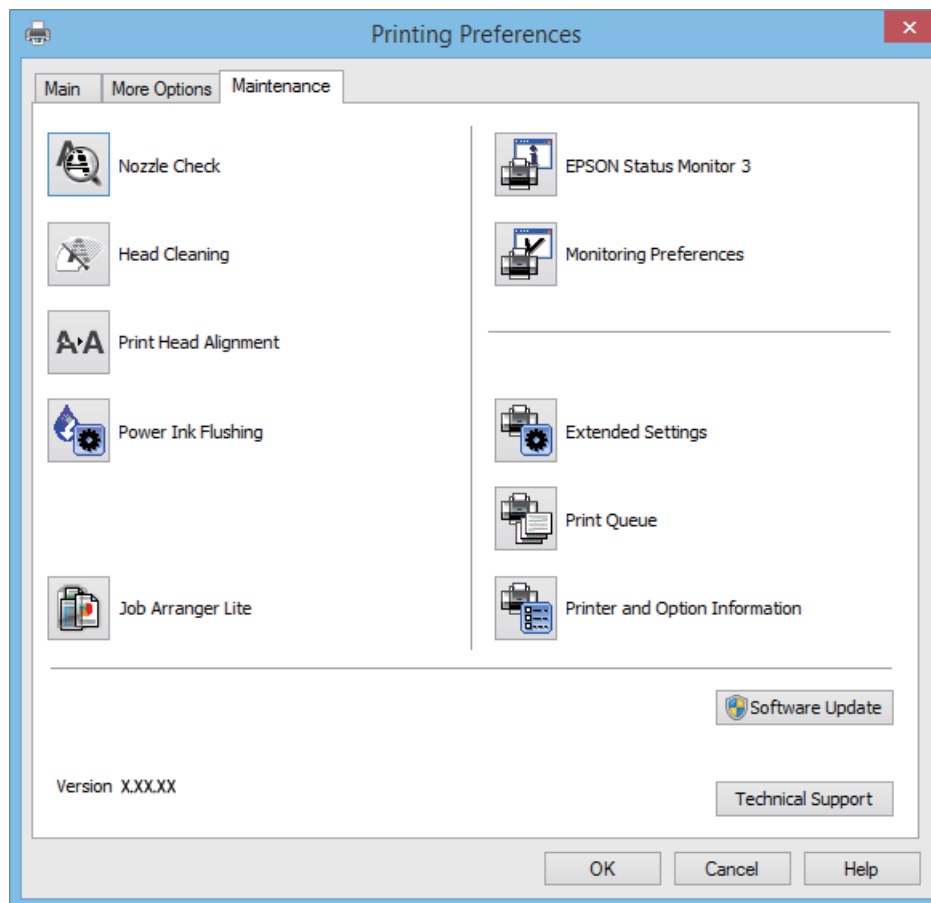 Printing Preferences
Main
More Options
Maintenance
Nozzle Check
Head Cleaning
Print Head Alignment
Power Ink Flushing
Job Arranger Lite
EPSON Status Monitor 3
Monitoring Preferences
Extended Settings
Print Queue
Printer and Option Information
Software Update
Version X.XX.XX
Technical Support
OK
Cancel
Help